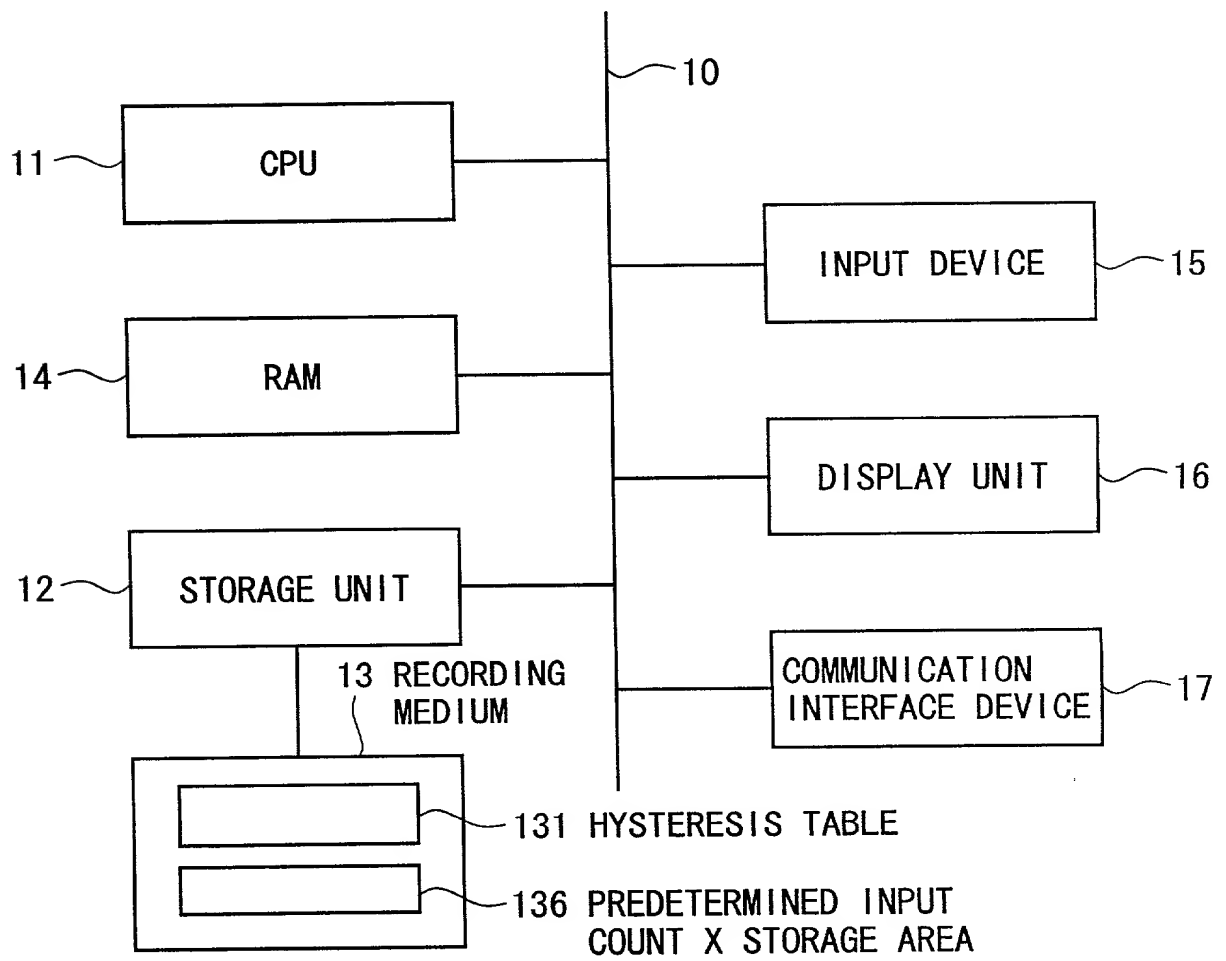 10
11
CPU
INPUT DEVICE
15
14
RAM
DISPLAY UNIT
16
12
STORAGE UNIT
13 RECORDING
MEDIUM
COMMUNICATION
INTERFACE DEVICE
17
131 HYSTERESIS TABLE
136 PREDETERMINED INPUT
COUNT X STORAGE AREA